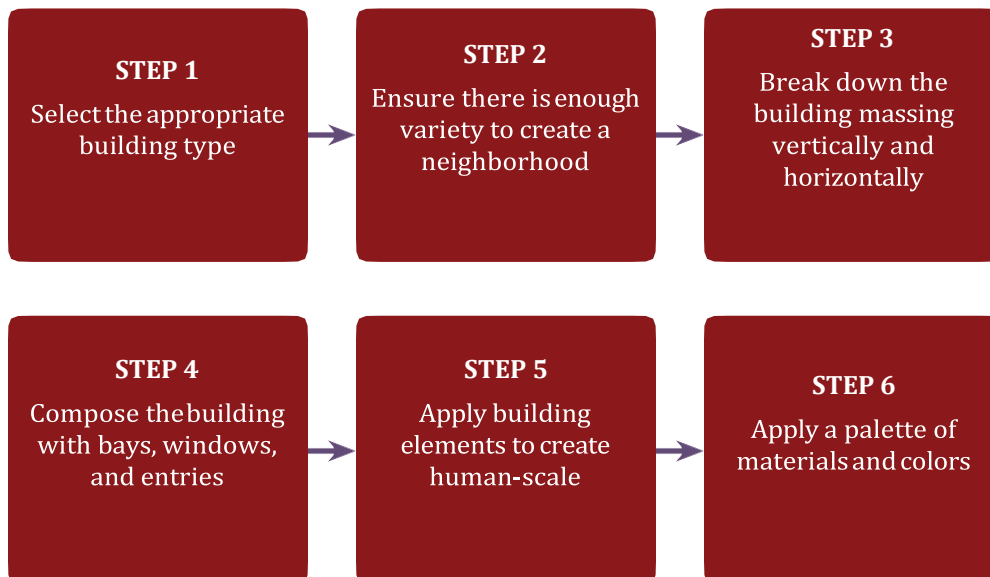 STEP 1
Select the appropriate
building type
STEP 2
Ensure there is enough
variety to create a
neighborhood
STEP 3
Break down the
building massing
vertically and
horizontally
STEP 4
Compose the building
with bays, windows,
and entries
STEP 5
Apply building
elements to create
human-scale
STEP 6
Apply a palette of
materials and colors